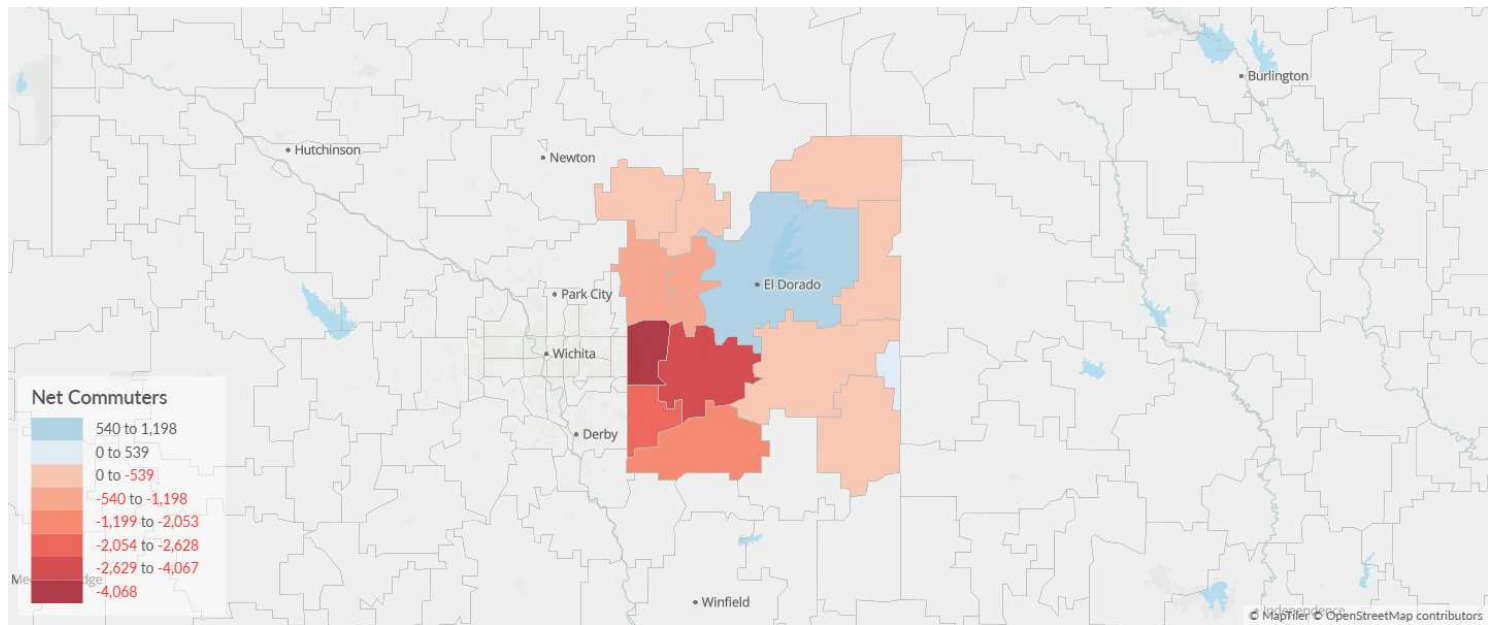 Burlington
Hutchinson
Newton
El Dorado
Park City
Wichita
Derby
Winfield
Net Commuters
540 to 1,198
0 to 539
0 to -539
-540 to -1,198
-1,199 to -2,053
-2,054 to -2,628
-2,629 to -4,067
-4,068
Independence
© MapTiler © OpenStreetMap contributors